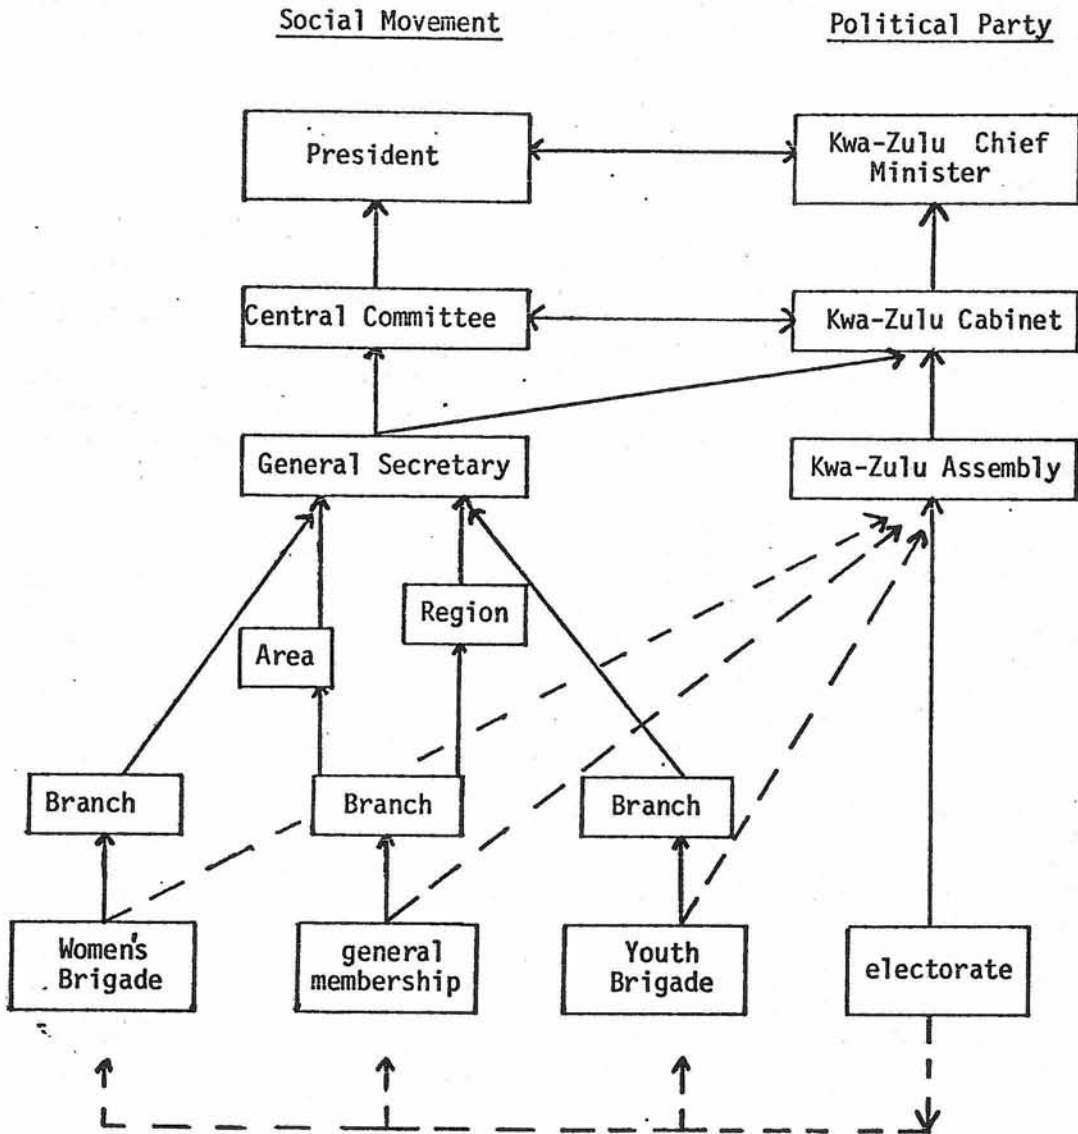 Social Movement
Political Party
President
Kwa-Zulu Chief
Minister
Central Committee
Kwa-Zulu Cabinet
General Secretary
Kwa-Zulu Assembly
Region
Area
Branch
Branch
Branch
Women's
Brigade
general
membership
Youth
Brigade
electorate